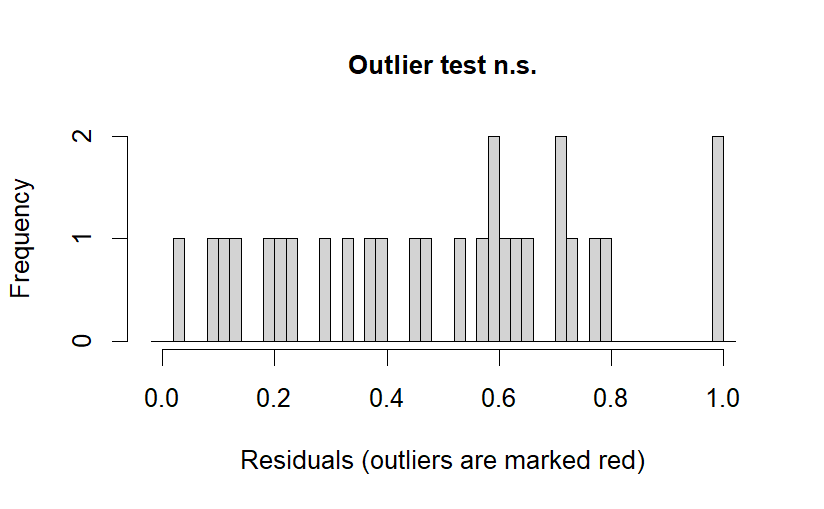 Outlier test n.s.
Frequency
2
1
0
0.0 0.2 0.4 0.6 0.8 1.0
Residuals (outliers are marked red)